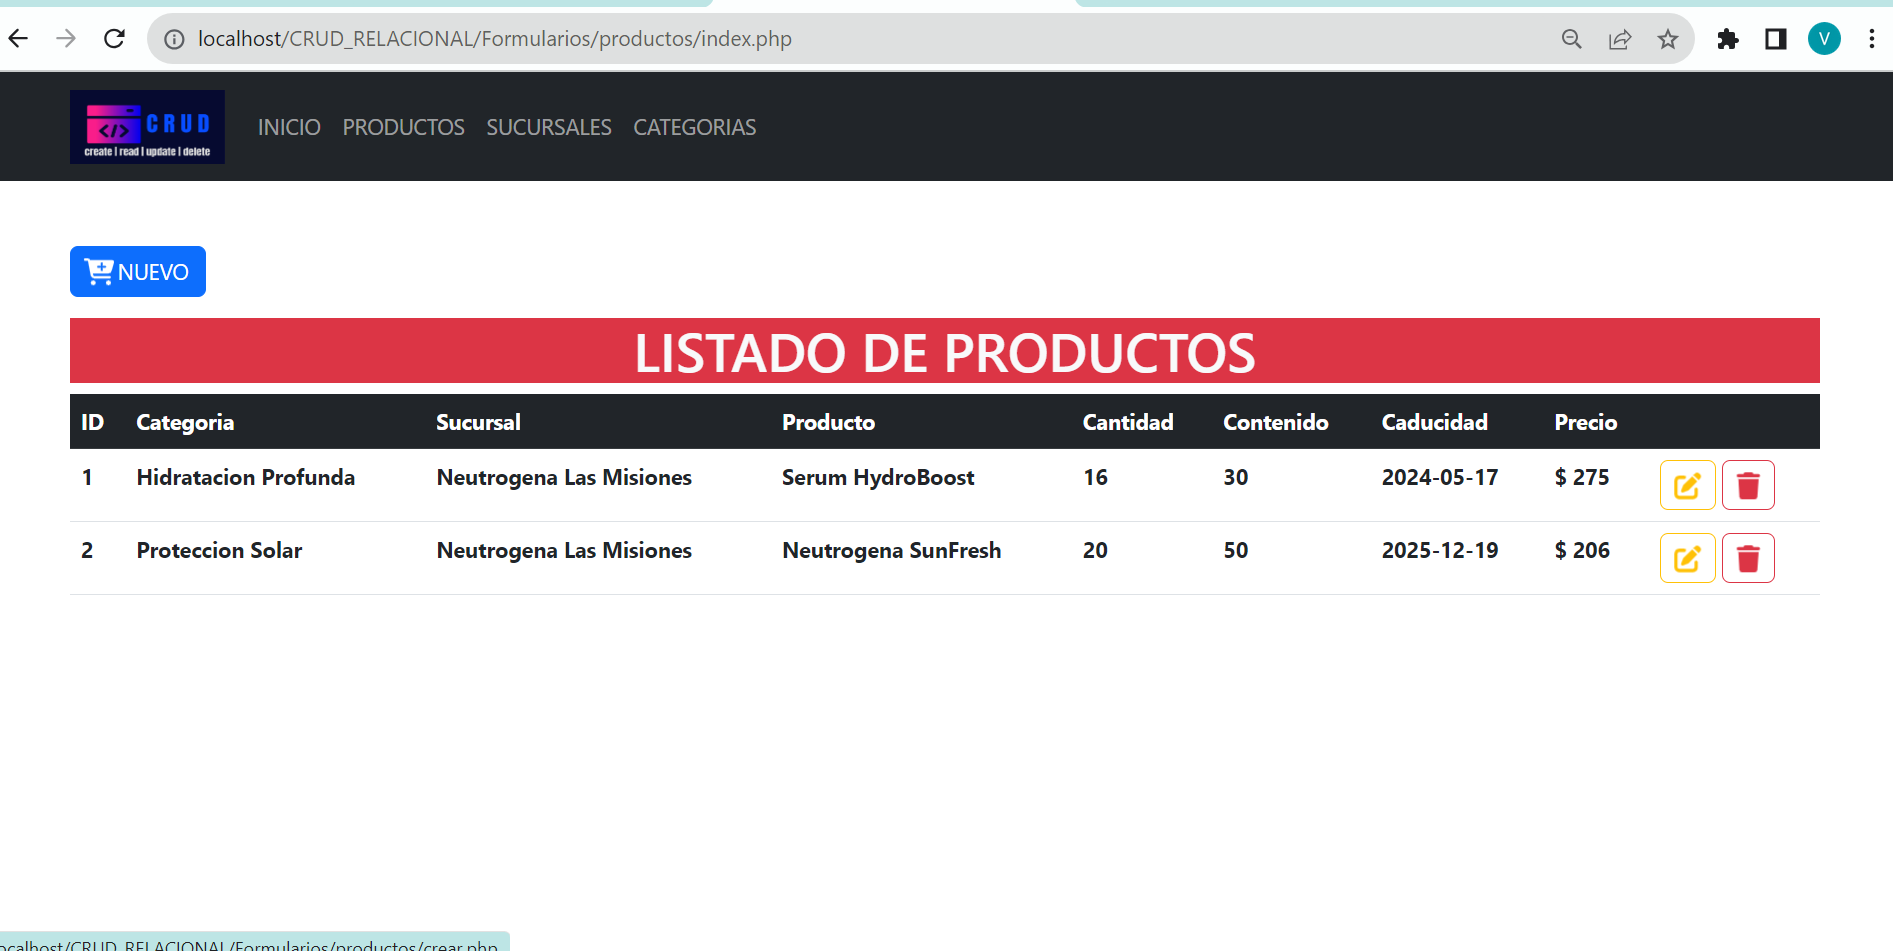 localhost/CRUD_RELACIONAL/Formularios/productos/index.php
V
</> CRUD
create | read | update | delete
INICIO PRODUCTOS SUCURSALES CATEGORIAS
NUEVO
LISTADO DE PRODUCTOS
ID Categoria Sucursal Producto Cantidad Contenido Caducidad Precio
1 Hidratacion Profunda Neutrogena Las Misiones Serum HydroBoost 16 30 2024-05-17 $ 275
2 Proteccion Solar Neutrogena Las Misiones Neutrogena SunFresh 20 50 2025-12-19 $ 206
ocalhost/CRUD_RELACIONAL/Formularios/productos/crear.php